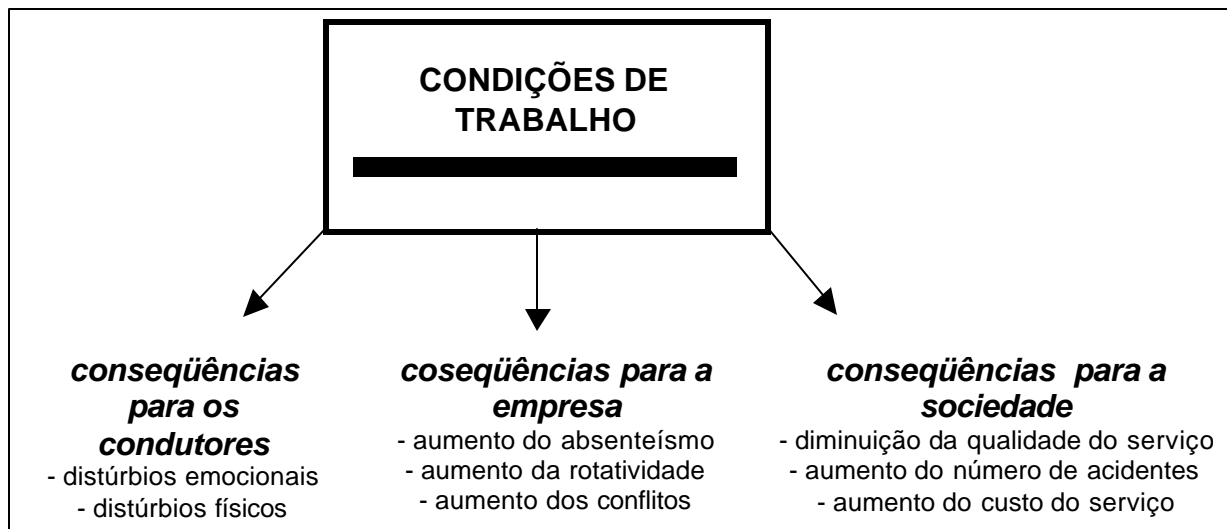 CONDIÇÕES DE
TRABALHO
conseqüências
para os
condutores
- distúrbios emocionais
- distúrbios físicos
coseqüências para a
empresa
- aumento do absenteísmo
- aumento da rotatividade
- aumento dos conflitos
conseqüências para a
sociedade
- diminuição da qualidade do serviço
- aumento do número de acidentes
- aumento do custo do serviço